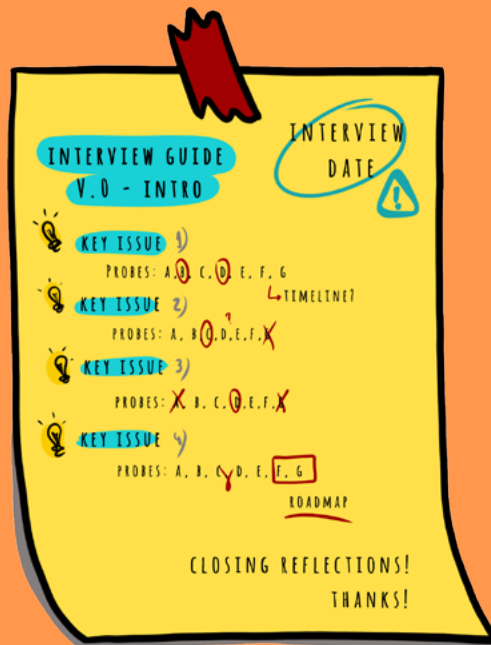 INTERVIEW
DATE
INTERVIEW GUIDE
V.0 - INTRO
KEY ISSUE 1)
PROBES: A, B, C, D, E, F, G
TIMELINE?
KEY ISSUE 2)
?
PROBES: A, B, C, D, E, F, G
KEY ISSUE 3)
PROBES: A, B, C, D, E, F, G
KEY ISSUE 4)
PROBES: A, B, C, D, E, F, G
ROADMAP
CLOSING REFLECTIONS!
THANKS!